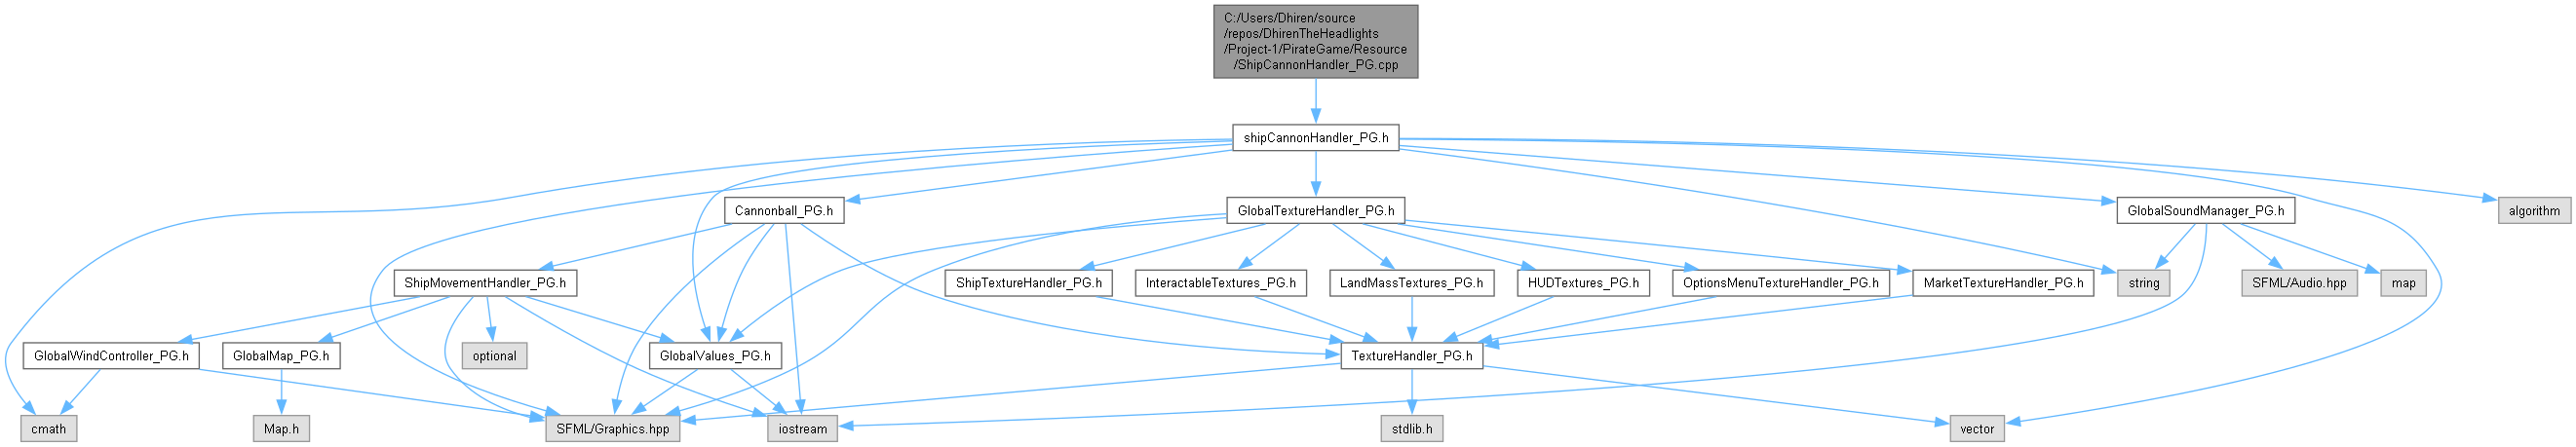 C:/Users/Dhiren/source
/repos/DhirenTheHeadlights
/Project-1/PirateGame/Resource
/ShipCannonHandler_PG.cpp
shipCannonHandler_PG.h
Cannonball_PG.h
GlobalTextureHandler_PG.h
GlobalSoundManager_PG.h
algorithm
ShipMovementHandler_PG.h
ShipTextureHandler_PG.h
InteractableTextures_PG.h
LandMassTextures_PG.h
HUDTextures_PG.h
OptionsMenuTextureHandler_PG.h
MarketTextureHandler_PG.h
string
SFML/Audio.hpp
map
GlobalWindController_PG.h
GlobalMap_PG.h
optional
GlobalValues_PG.h
TextureHandler_PG.h
cmath
Map.h
SFML/Graphics.hpp
iostream
stdlib.h
vector